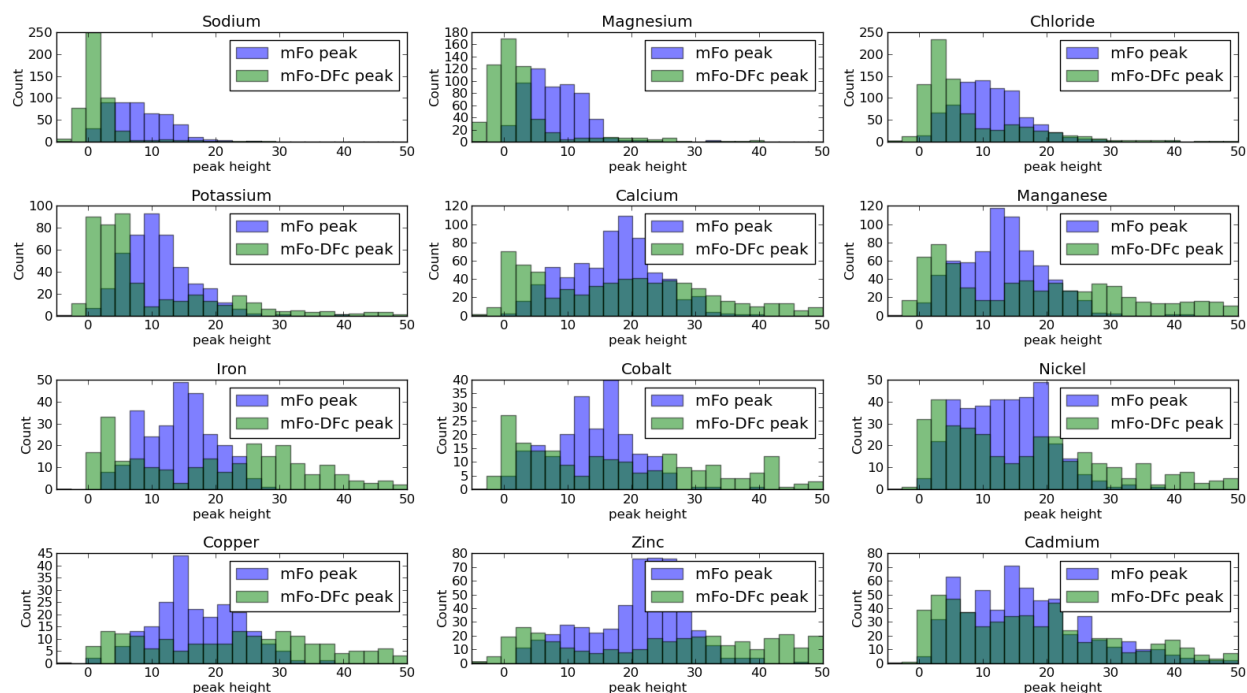 Sodium
250
200
150
100
50
0
Count
mFo peak
mFo-DFc peak
0 10 20 30 40 50
peak height
Magnesium
180
160
140
120
100
80
60
40
20
0
Count
mFo peak
mFo-DFc peak
0 10 20 30 40 50
peak height
Chloride
250
200
150
100
50
0
Count
mFo peak
mFo-DFc peak
0 10 20 30 40 50
peak height
Potassium
100
80
60
40
20
0
Count
mFo peak
mFo-DFc peak
0 10 20 30 40 50
peak height
Calcium
120
100
80
60
40
20
0
Count
mFo peak
mFo-DFc peak
0 10 20 30 40 50
peak height
Manganese
120
100
80
60
40
20
0
Count
mFo peak
mFo-DFc peak
0 10 20 30 40 50
peak height
Iron
50
40
30
20
10
0
Count
mFo peak
mFo-DFc peak
0 10 20 30 40 50
peak height
Cobalt
40
35
30
25
20
15
10
5
0
Count
mFo peak
mFo-DFc peak
0 10 20 30 40 50
peak height
Nickel
50
40
30
20
10
0
Count
mFo peak
mFo-DFc peak
0 10 20 30 40 50
peak height
Copper
45
40
35
30
25
20
15
10
5
0
Count
mFo peak
mFo-DFc peak
0 10 20 30 40 50
peak height
Zinc
80
70
60
50
40
30
20
10
0
Count
mFo peak
mFo-DFc peak
0 10 20 30 40 50
peak height
Cadmium
80
70
60
50
40
30
20
10
0
Count
mFo peak
mFo-DFc peak
0 10 20 30 40 50
peak height